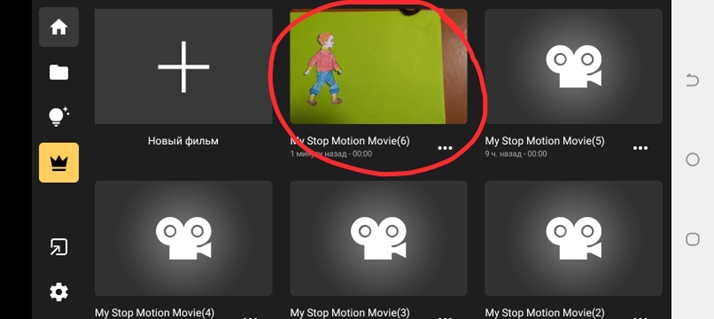 Новый фильм
My Stop Motion Movie(6)
1 минуту назад - 00:00
My Stop Motion Movie(5)
9 ч. назад - 00:00
My Stop Motion Movie(4)
My Stop Motion Movie(3)
My Stop Motion Movie(2)